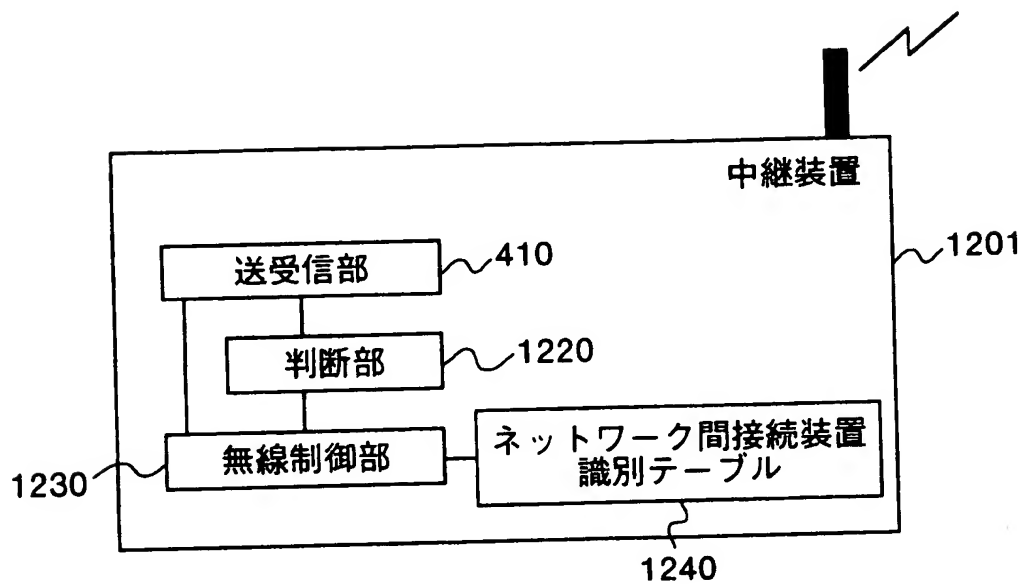 中継装置
1201
送受信部
410
判断部
1220
無線制御部
1230
ネットワーク間接続装置
識別テーブル
1240